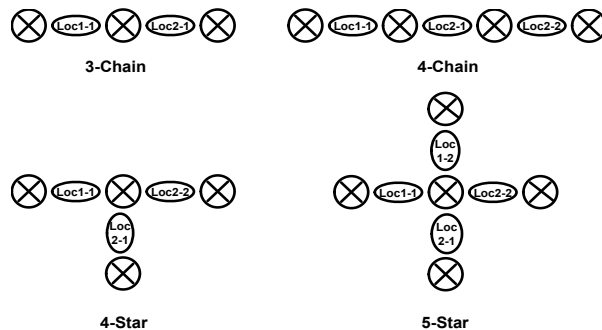 Loc1-1 Loc2-1
3-Chain
Loc1-1 Loc2-1 Loc2-2
4-Chain
Loc1-1 Loc2-2
Loc
2-1
4-Star
Loc
1-2
Loc1-1 Loc2-2
Loc
2-1
5-Star